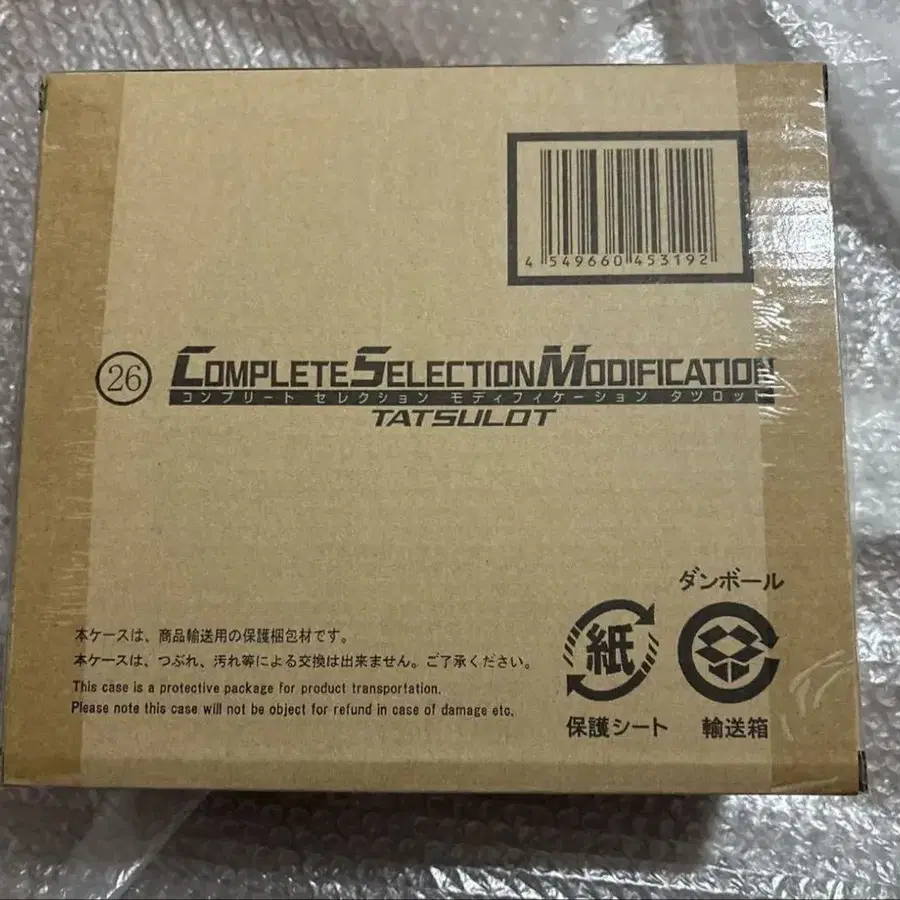 4 549660 453192
26 COMPLETE SELECTION MODIFICATION
コンプリート セレクション モディフィケーション タツロット
TATSULOT
ダンボール
紙
本ケースは、商品輸送用の保護梱包材です。
本ケースは、つぶれ、汚れ等による交換は出来ません。ご了承ください。
This case is a protective package for product transportation.
Please note this case will not be object for refund in case of damage etc.
保護シート
輸送箱